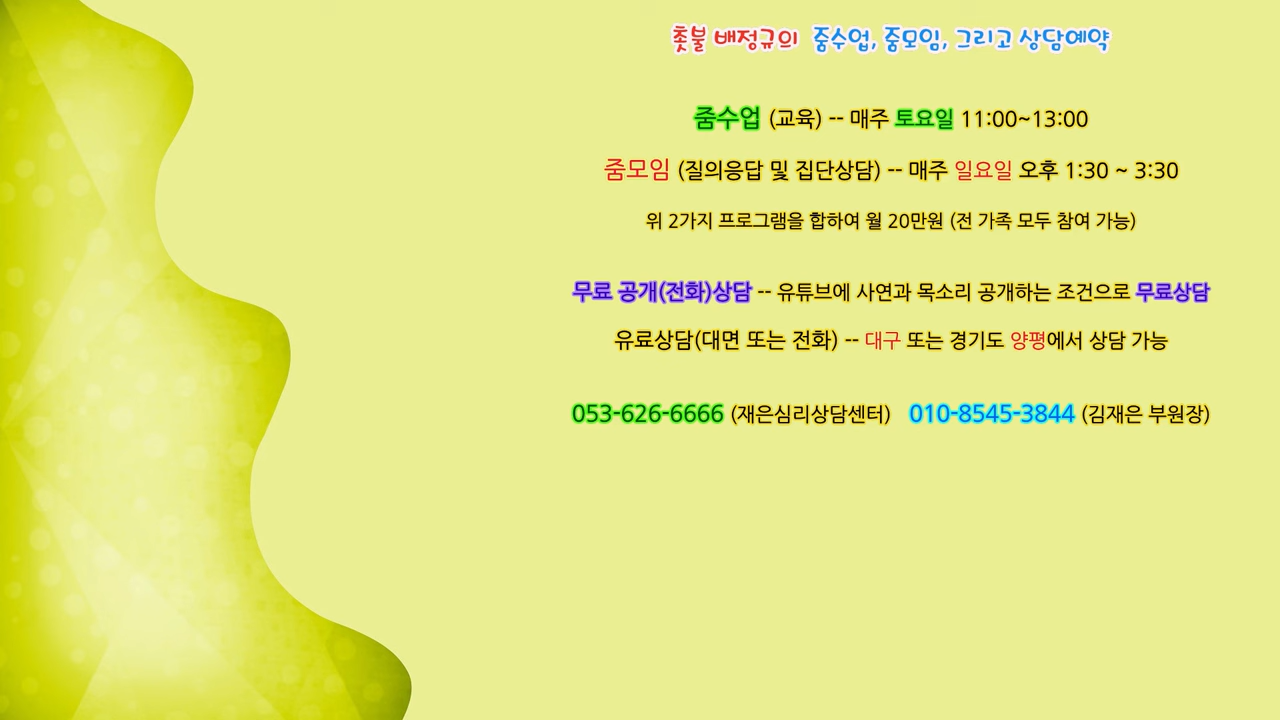 촛불 배정규의 줌수업, 줌모임, 그리고 상담예약
줌수업 (교육) -- 매주 토요일 11:00~13:00
줌모임 (질의응답 및 집단상담) -- 매주 일요일 오후 1:30 ~ 3:30
위 2가지 프로그램을 합하여 월 20만원 (전 가족 모두 참여 가능)
무료 공개(전화)상담 -- 유튜브에 사연과 목소리 공개하는 조건으로 무료상담
유료상담(대면 또는 전화) -- 대구 또는 경기도 양평에서 상담 가능
053-626-6666 (재은심리상담센터) 010-8545-3844 (김재은 부원장)